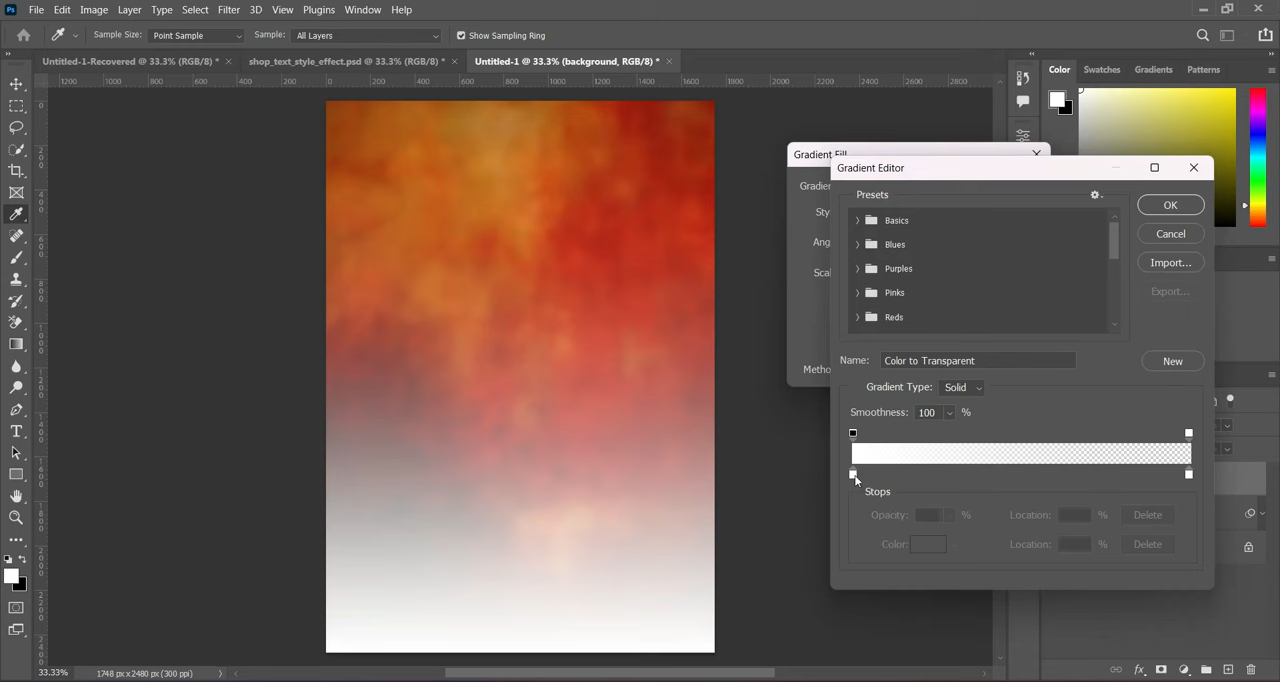 Ps File Edit Image Layer Type Select Filter 3D View Plugins Window Help
Sample Size: Point Sample Sample: All Layers Show Sampling Ring
Untitled-1-Recovered @ 33.3% (RGB/8) * × shop_text_style_effect.psd @ 33.3% (RGB/8) * × Untitled-1 @ 33.3% (background, RGB/8) * ×
1200 1000 800 600 400 200 0 200 400 600 800 1000 1200 1400 1600 1800 2000 2200 2400 2600 2800
Color Swatches Gradients Patterns
Gradient Fill
Gradient Editor
Presets
Basics
Blues
Purples
Pinks
Reds
OK
Cancel
Import...
Export...
Name: Color to Transparent
New
Gradient Type: Solid
Smoothness: 100 %
Stops
Opacity: % Location: % Delete
Color: Location: % Delete
33.33% 1748 px x 2480 px (300 ppi)
fx